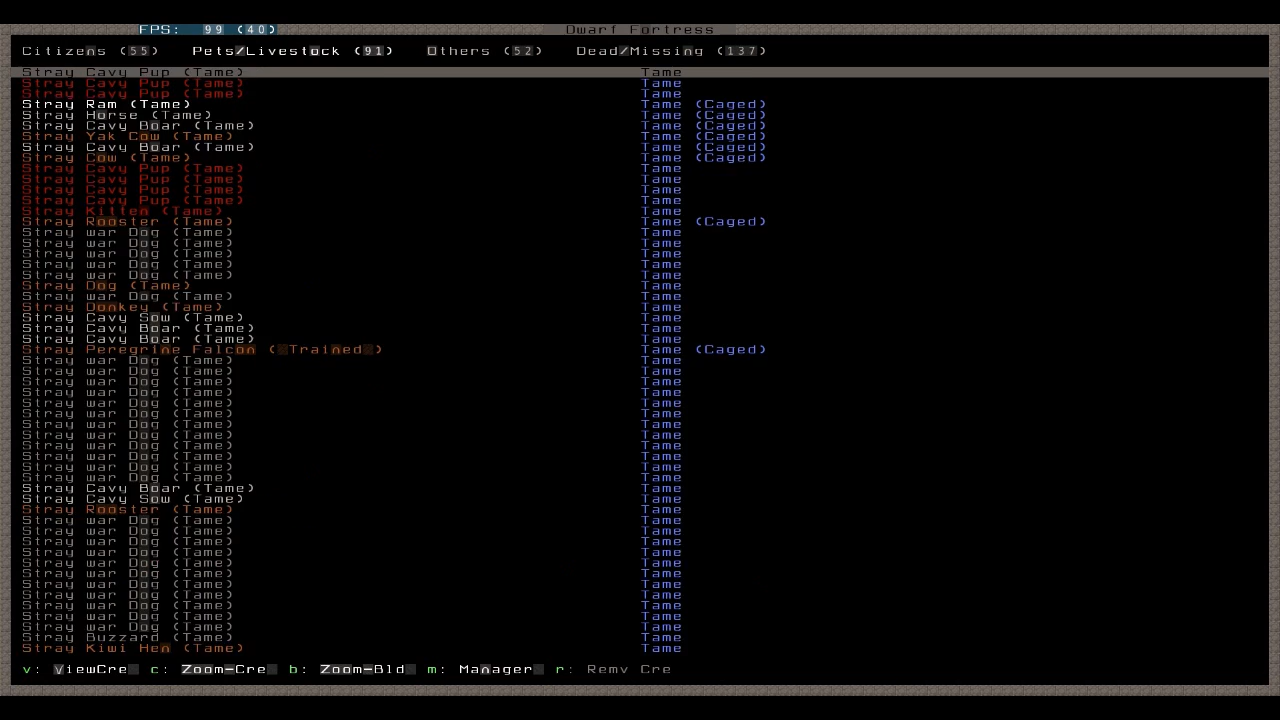 FPS: 99 (40) Dwarf Fortress
Citizens (55) Pets/Livestock (91) Others (52) Dead/Missing (137)
Stray Cavy Pup (Tame) Tame
Stray Cavy Pup (Tame) Tame
Stray Cavy Pup (Tame) Tame
Stray Ram (Tame) Tame (Caged)
Stray Horse (Tame) Tame (Caged)
Stray Cavy Boar (Tame) Tame (Caged)
Stray Yak Cow (Tame) Tame (Caged)
Stray Cavy Boar (Tame) Tame (Caged)
Stray Cow (Tame) Tame (Caged)
Stray Cavy Pup (Tame) Tame
Stray Cavy Pup (Tame) Tame
Stray Cavy Pup (Tame) Tame
Stray Cavy Pup (Tame) Tame
Stray Kitten (Tame) Tame
Stray Rooster (Tame) Tame (Caged)
Stray war Dog (Tame) Tame
Stray war Dog (Tame) Tame
Stray war Dog (Tame) Tame
Stray war Dog (Tame) Tame
Stray war Dog (Tame) Tame
Stray Dog (Tame) Tame
Stray war Dog (Tame) Tame
Stray Donkey (Tame) Tame
Stray Cavy Sow (Tame) Tame
Stray Cavy Boar (Tame) Tame
Stray Cavy Boar (Tame) Tame
Stray Peregrine Falcon (Trained) Tame (Caged)
Stray war Dog (Tame) Tame
Stray war Dog (Tame) Tame
Stray war Dog (Tame) Tame
Stray war Dog (Tame) Tame
Stray war Dog (Tame) Tame
Stray war Dog (Tame) Tame
Stray war Dog (Tame) Tame
Stray war Dog (Tame) Tame
Stray war Dog (Tame) Tame
Stray war Dog (Tame) Tame
Stray war Dog (Tame) Tame
Stray war Dog (Tame) Tame
Stray Cavy Boar (Tame) Tame
Stray Cavy Sow (Tame) Tame
Stray Rooster (Tame) Tame
Stray war Dog (Tame) Tame
Stray war Dog (Tame) Tame
Stray war Dog (Tame) Tame
Stray war Dog (Tame) Tame
Stray war Dog (Tame) Tame
Stray war Dog (Tame) Tame
Stray war Dog (Tame) Tame
Stray war Dog (Tame) Tame
Stray war Dog (Tame) Tame
Stray war Dog (Tame) Tame
Stray war Dog (Tame) Tame
Stray Buzzard (Tame) Tame
Stray Kiwi Hen (Tame) Tame
v: ViewCre c: Zoom-Cre b: Zoom-Bld m: Manager r: Remv Cre